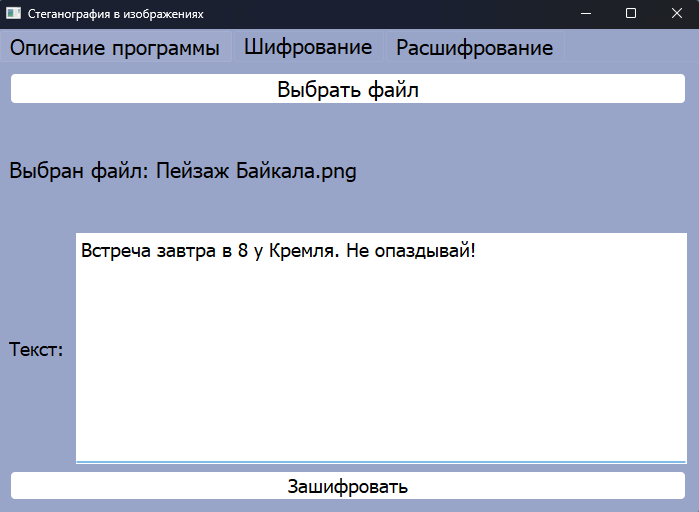 Стеганография в изображениях
Описание программы Шифрование Расшифрование
Выбрать файл
Выбран файл: Пейзаж Байкала.png
Встреча завтра в 8 у Кремля. Не опаздывай!
Текст:
Зашифровать